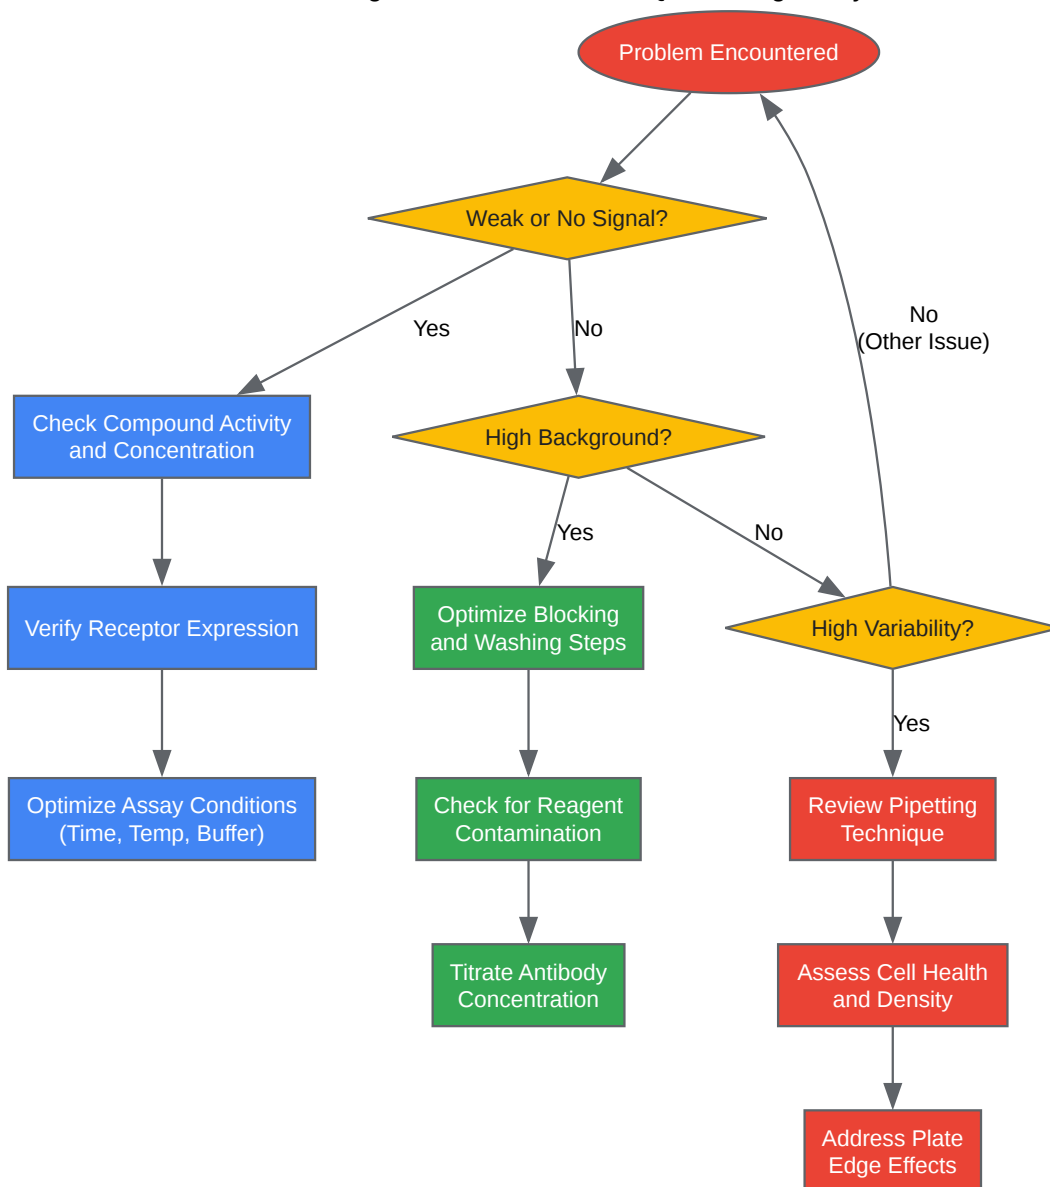 Problem Encountered
Weak or No Signal?
Yes
No
No
(Other Issue)
Check Compound Activity
and Concentration
High Background?
Yes
No
Verify Receptor Expression
Optimize Blocking
and Washing Steps
High Variability?
Yes
Optimize Assay Conditions
(Time, Temp, Buffer)
Check for Reagent
Contamination
Review Pipetting
Technique
Titrate Antibody
Concentration
Assess Cell Health
and Density
Address Plate
Edge Effects